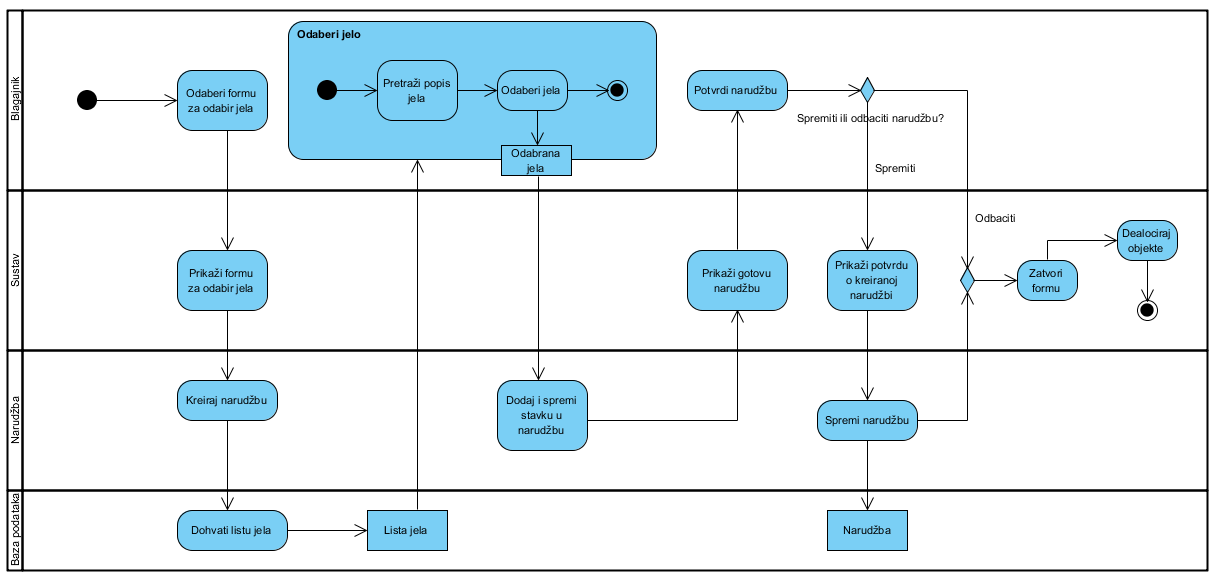 Blagajnik
Odaberi formu
za odabir jela
Odaberi jelo
Pretraži popis
jela
Odaberi jela
Odabrana
jela
Potvrdi narudžbu
Spremiti ili odbaciti narudžbu?
Spremiti
Sustav
Prikaži formu
za odabir jela
Prikaži gotovu
narudžbu
Prikaži potvrdu
o kreiranoj
narudžbi
Odbaciti
Zatvori
formu
Dealociraj
objekte
Narudžba
Kreiraj narudžbu
Dodaj i spremi
stavku u
narudžbu
Spremi narudžbu
Baza podataka
Dohvati listu jela
Lista jela
Narudžba